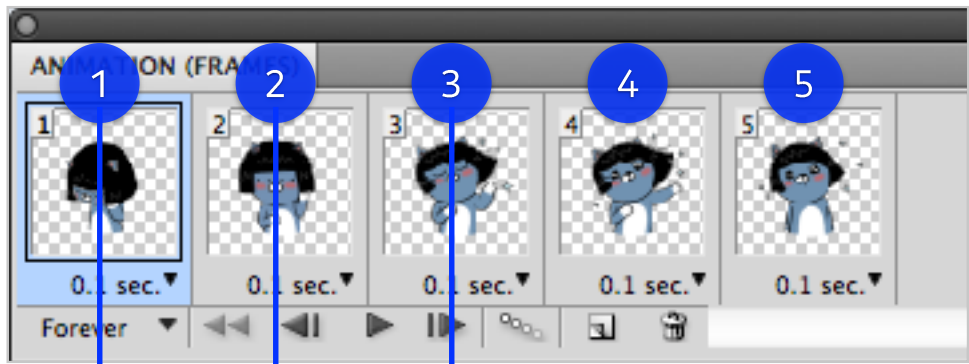 ANIMATION (FRAMES)
1 2 3 4 5
1 2 3 4 5
0.1 sec. 0.1 sec. 0.1 sec. 0.1 sec. 0.1 sec.
Forever